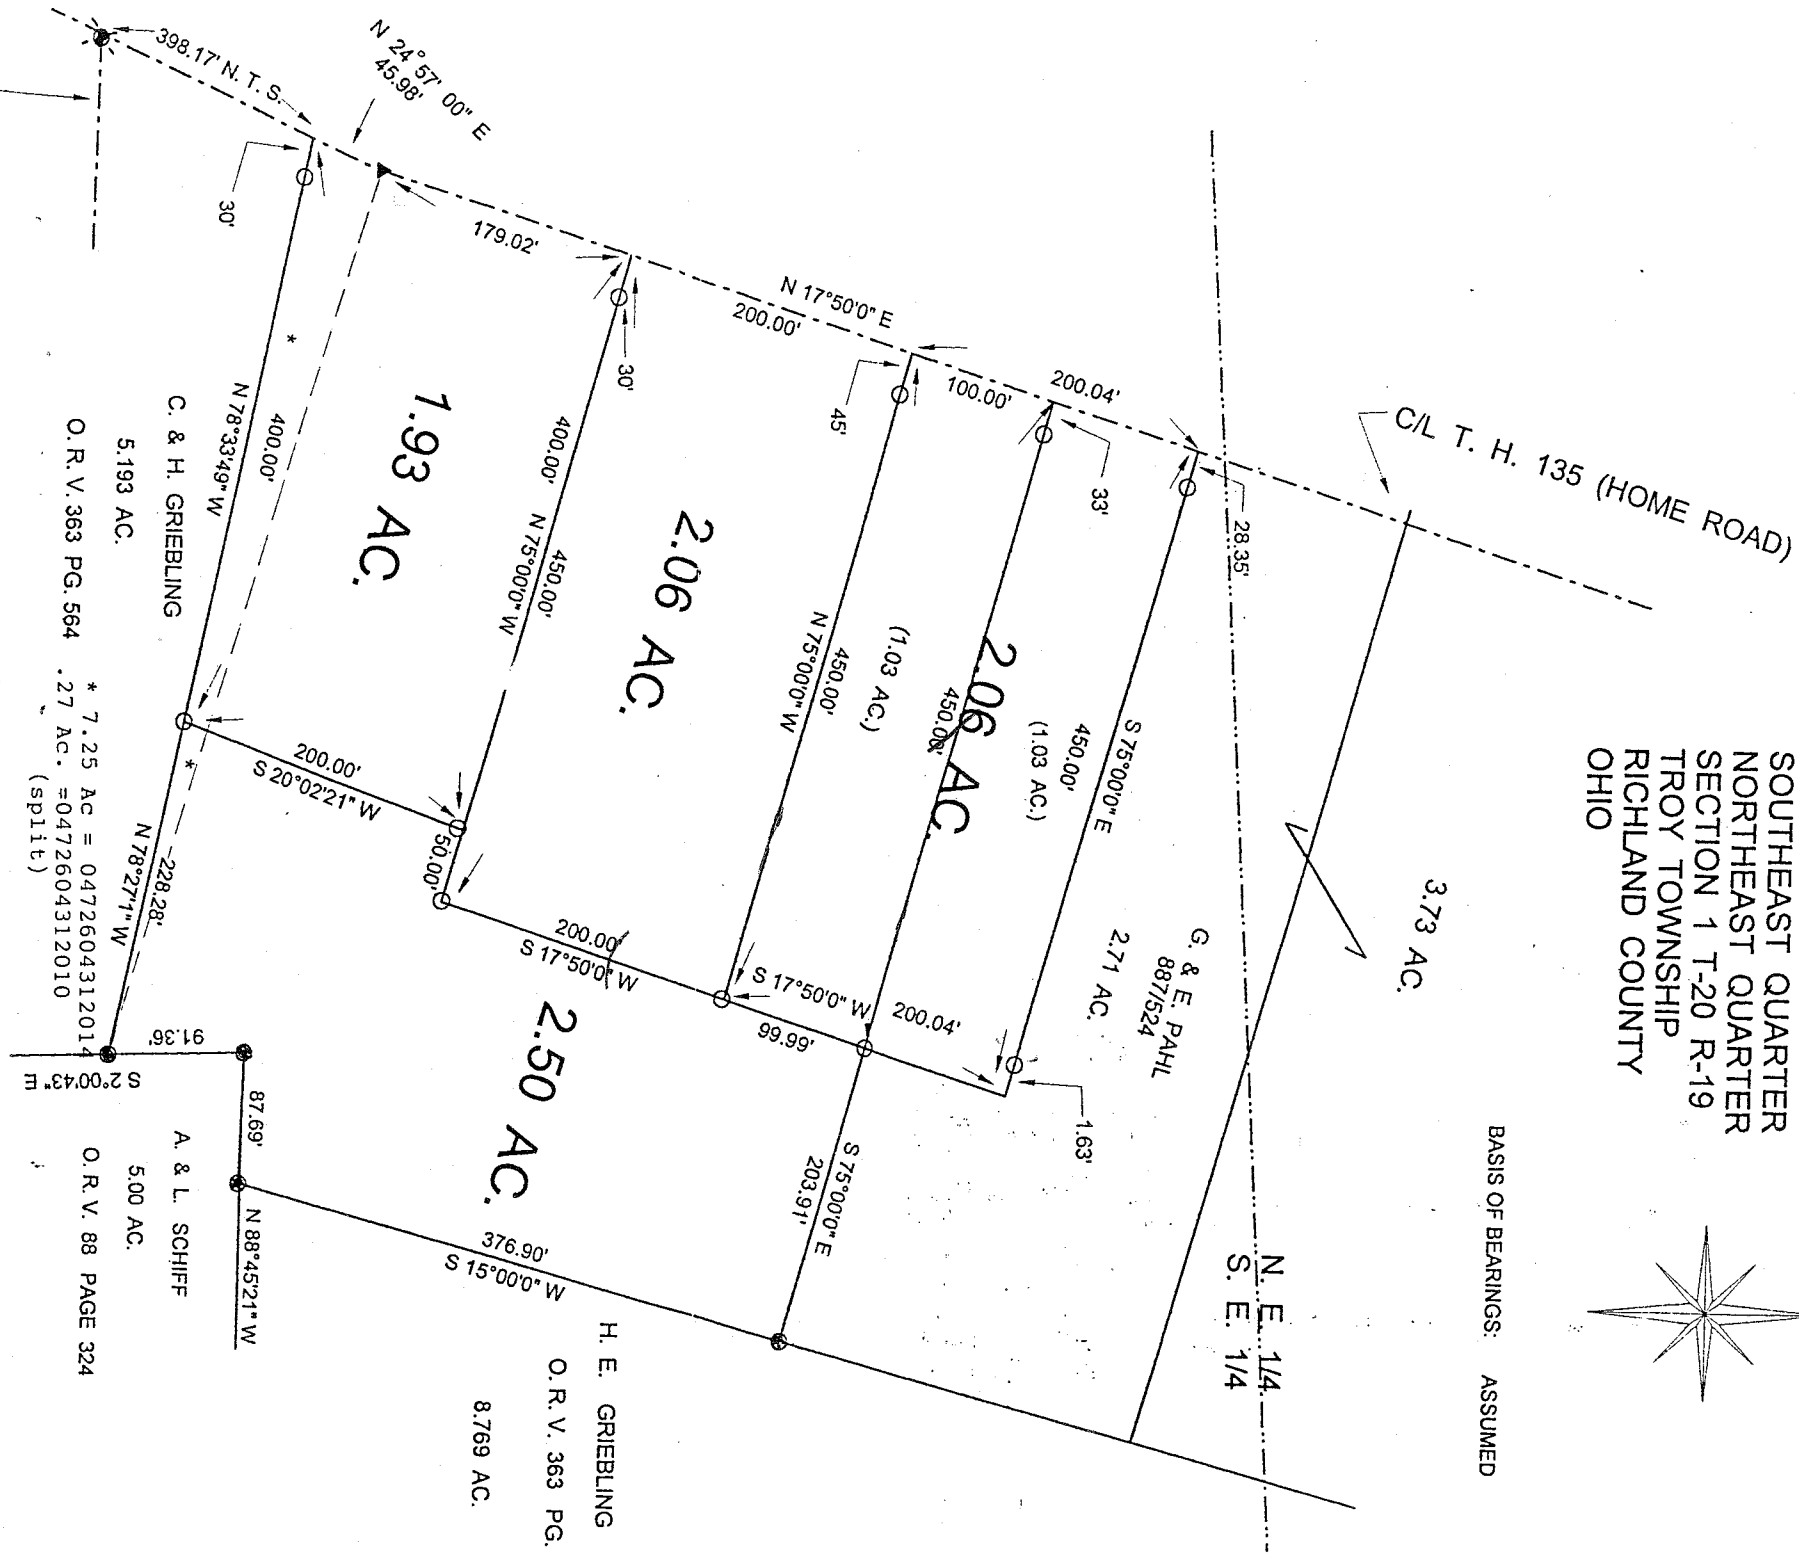 SOUTHEAST QUARTER
NORTHEAST QUARTER
SECTION 1 T-20 R-19
TROY TOWNSHIP
RICHLAND COUNTY
OHIO
BASIS OF BEARINGS: ASSUMED
C/L T. H. 135 (HOME ROAD)
3.73 AC.
N. E. 1/4
S. E. 1/4
G. & E. PAHL
887/524
2.71 AC.
28.35'
200.04'
100.00'
33'
S 75°00'0" E
450.00'
(1.03 AC.)
2.06 AC.
450.00'
(1.03 AC.)
1.63'
200.04'
S 17°50'0" W
99.99'
S 75°00'0" E
203.91'
N 17°50'0" E
200.00'
45'
450.00'
N 75°00'0" W
2.06 AC.
200.00'
S 17°50'0" W
179.02'
30'
400.00'
450.00'
N 75°00'0" W
50.00'
1.93 AC.
N 24°57'00" E
45.98'
398.17' N. T. S.
30'
*
400.00'
N 78°33'49" W
200.00'
S 20°02'21" W
*
228.28'
N 78°27'1" W
2.50 AC.
376.90'
S 15°00'0" W
H. E. GRIEBLING
O. R. V. 363 PG.
8.769 AC.
C. & H. GRIEBLING
5.193 AC.
O. R. V. 363 PG. 564
* 7.25 Ac = 0472604312014
.27 Ac. =0472604312010
(split)
91.36'
S 2°00'43" E
87.69'
N 88°45'21" W
A. & L. SCHIFF
5.00 AC.
O. R. V. 88 PAGE 324